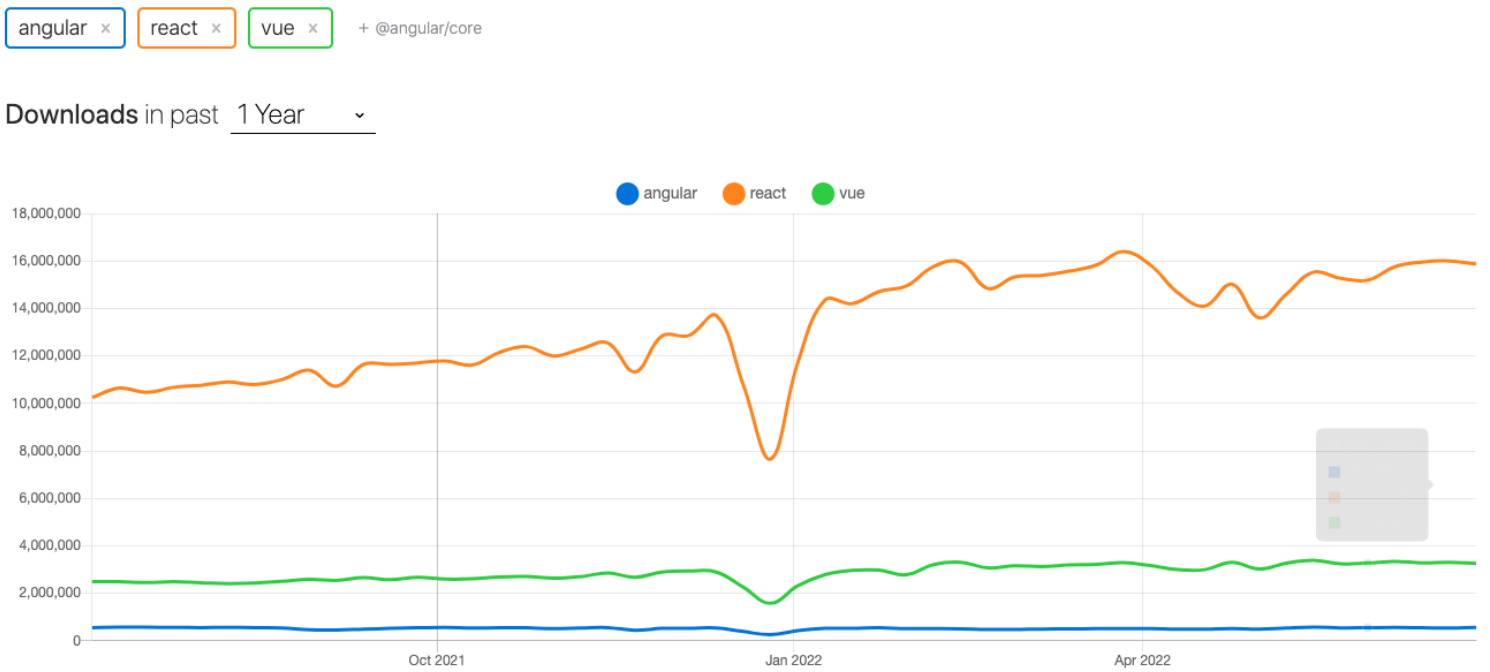 angular × react × vue × + @angular/core
Downloads in past 1 Year
angular react vue
18,000,000
16,000,000
14,000,000
12,000,000
10,000,000
8,000,000
6,000,000
4,000,000
2,000,000
0
Oct 2021 Jan 2022 Apr 2022